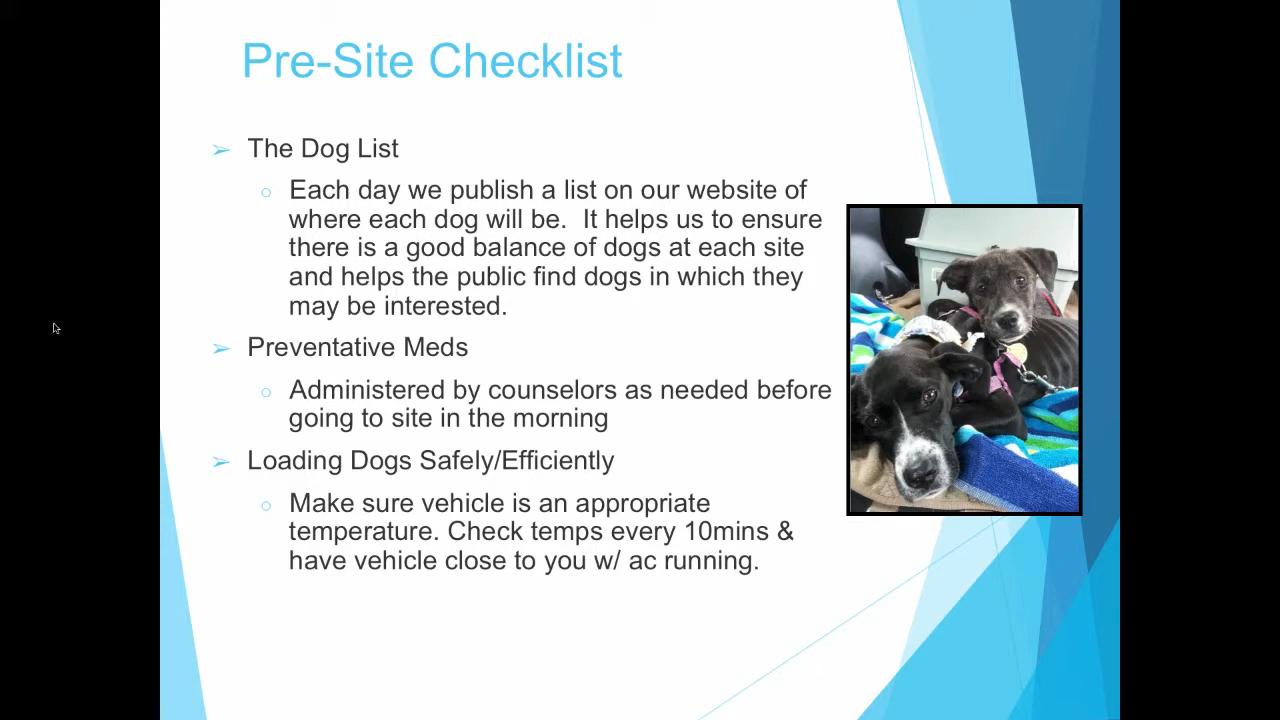 Pre-Site Checklist
➢ The Dog List
○ Each day we publish a list on our website of
where each dog will be.  It helps us to ensure
there is a good balance of dogs at each site
and helps the public find dogs in which they
may be interested.
➢ Preventative Meds
○ Administered by counselors as needed before
going to site in the morning
➢ Loading Dogs Safely/Efficiently
○ Make sure vehicle is an appropriate
temperature. Check temps every 10mins &
have vehicle close to you w/ ac running.